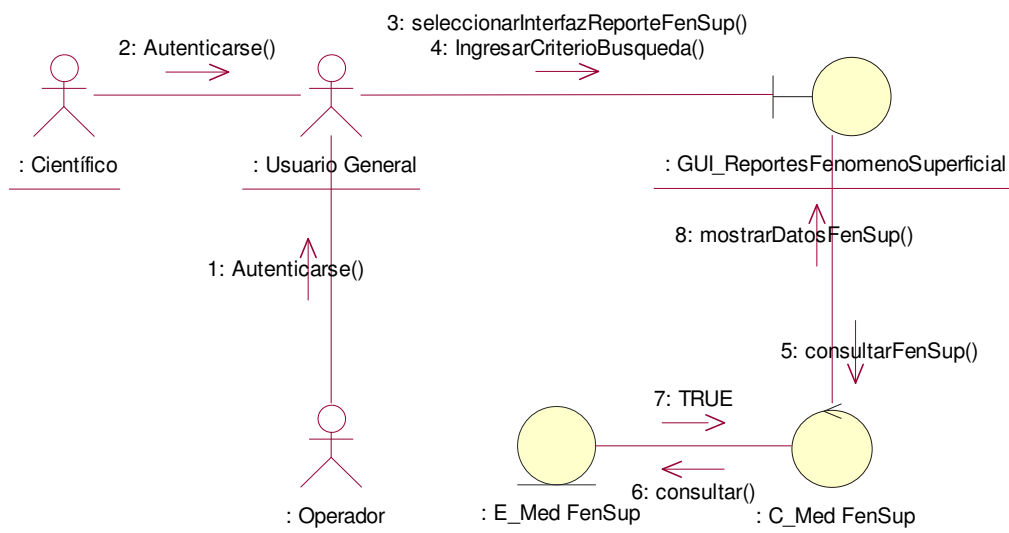 3: seleccionarInterfazReporteFenSup()
2: Autenticarse()
4: IngresarCriterioBusqueda()
: Científico
: Usuario General
: GUI_ReportesFenomenoSuperficial
8: mostrarDatosFenSup()
1: Autenticarse()
5: consultarFenSup()
7: TRUE
6: consultar()
: Operador
: E_Med FenSup
: C_Med FenSup